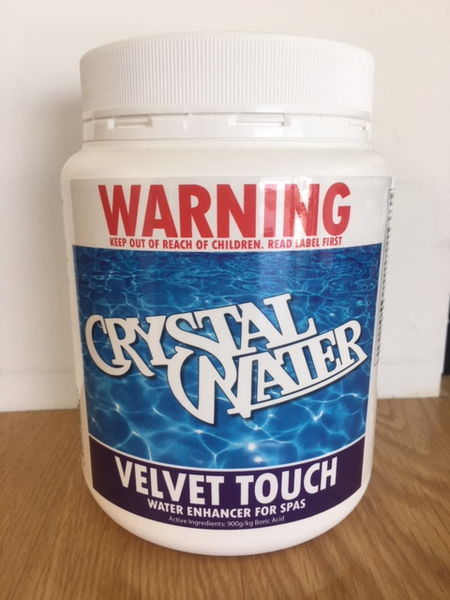 WARNING
KEEP OUT OF REACH OF CHILDREN. READ LABEL FIRST
CRYSTAL
WATER
VELVET TOUCH
WATER ENHANCER FOR SPAS
Active Ingredients: 900g/kg Boric Acid